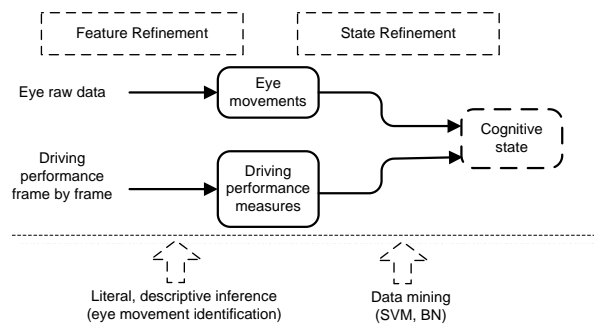 Feature Refinement
State Refinement
Eye raw data
Eye
movements
Cognitive
state
Driving
performance
frame by frame
Driving
performance
measures
Literal, descriptive inference
(eye movement identification)
Data mining
(SVM, BN)